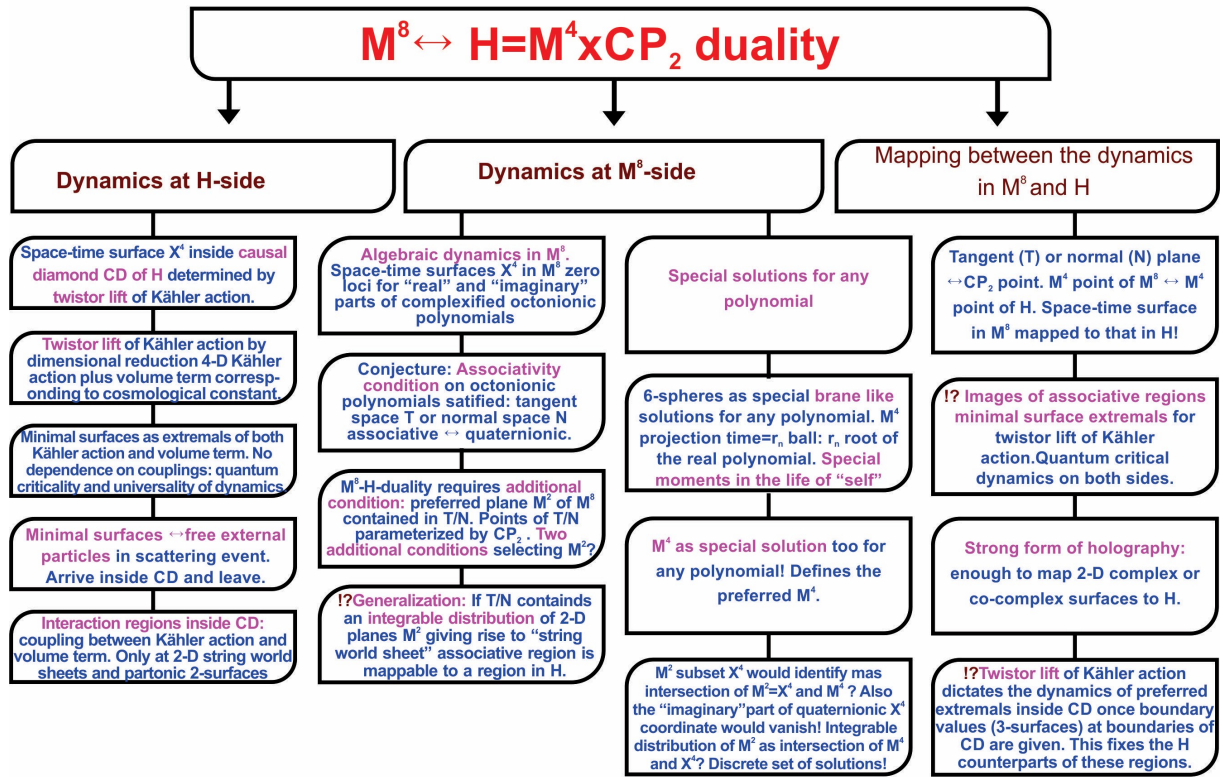 M⁸↔ H=M⁴xCP₂ duality
Dynamics at H-side
Space-time surface X⁴ inside causal
diamond CD of H determined by
twistor lift of Kähler action.
Twistor lift of Kähler action by
dimensional reduction 4-D Kähler
action plus volume term corresp-
onding to cosmological constant.
Minimal surfaces as extremals of both
Kähler action and volume term. No
dependence on couplings: quantum
criticality and universality of dynamics.
Minimal surfaces ↔free external
particles in scattering event.
Arrive inside CD and leave.
Interaction regions inside CD:
coupling between Kähler action and
volume term. Only at 2-D string world
sheets and partonic 2-surfaces
Dynamics at M⁸-side
Algebraic dynamics in M⁸.
Space-time surfaces X⁴ in M⁸ zero
loci for “real” and “imaginary”
parts of complexified octonionic
polynomials
Conjecture: Associativity
condition on octonionic
polynomials satified: tangent
space T or normal space N
associative ↔ quaternionic.
M⁸-H-duality requires additional
condition: preferred plane M² of M⁸
contained in T/N. Points of T/N
parameterized by CP₂ . Two
additional conditions selecting M²?
!?Generalization: If T/N containds
an integrable distribution of 2-D
planes M² giving rise to “string
world sheet” associative region is
mappable to a region in H.
Special solutions for any
polynomial
6-spheres as special brane like
solutions for any polynomial. M⁴
projection time=rₙ ball: rₙ root of
the real polynomial. Special
moments in the life of “self”
M⁴ as special solution too for
any polynomial! Defines the
preferred M⁴.
M² subset X⁴ would identify mas
intersection of M²=X⁴ and M⁴ ? Also
the “imaginary”part of quaternionic X⁴
coordinate would vanish! Integrable
distribution of M² as intersection of M⁴
and X⁴? Discrete set of solutions!
Mapping between the dynamics
in M⁸ and H
Tangent (T) or normal (N) plane
↔CP₂ point. M⁴ point of M⁸ ↔ M⁴
point of H. Space-time surface
in M⁸ mapped to that in H!
!? Images of associative regions
minimal surface extremals for
twistor lift of Kähler
action.Quantum critical
dynamics on both sides.
Strong form of holography:
enough to map 2-D complex or
co-complex surfaces to H.
!?Twistor lift of Kähler action
dictates the dynamics of preferred
extremals inside CD once boundary
values (3-surfaces) at boundaries of
CD are given. This fixes the H
counterparts of these regions.